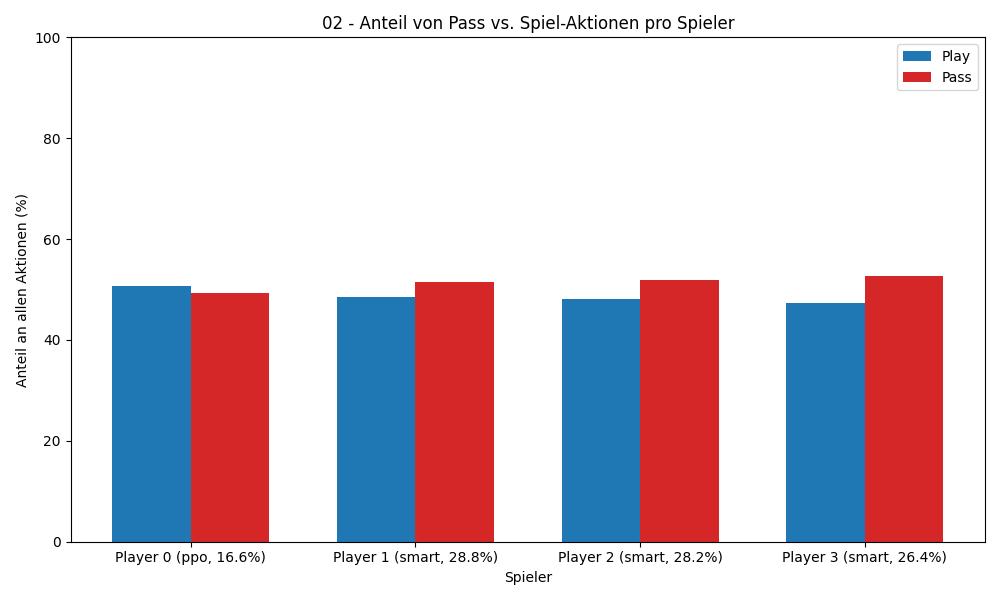 02 - Anteil von Pass vs. Spiel-Aktionen pro Spieler
Play
Pass
Anteil an allen Aktionen (%)
100
80
60
40
20
0
Player 0 (ppo, 16.6%)
Player 1 (smart, 28.8%)
Player 2 (smart, 28.2%)
Player 3 (smart, 26.4%)
Spieler